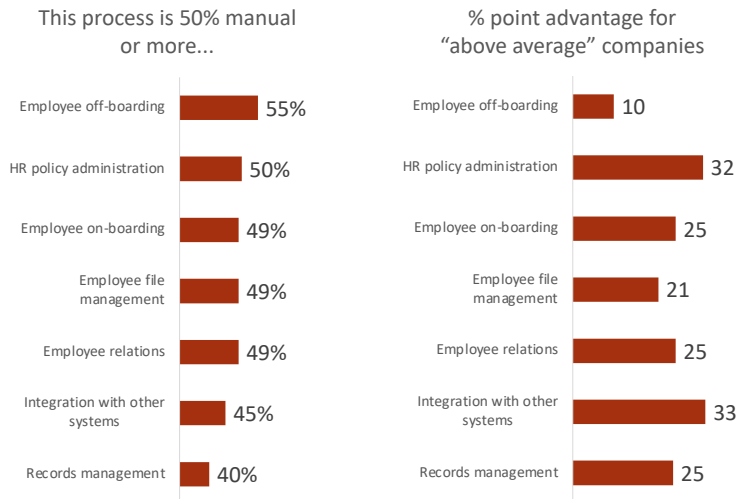 This process is 50% manual
or more...
Employee off-boarding
55%
HR policy administration
50%
Employee on-boarding
49%
Employee file
management
49%
Employee relations
49%
Integration with other
systems
45%
Records management
40%
% point advantage for
“above average” companies
Employee off-boarding
10
HR policy administration
32
Employee on-boarding
25
Employee file
management
21
Employee relations
25
Integration with other
systems
33
Records management
25